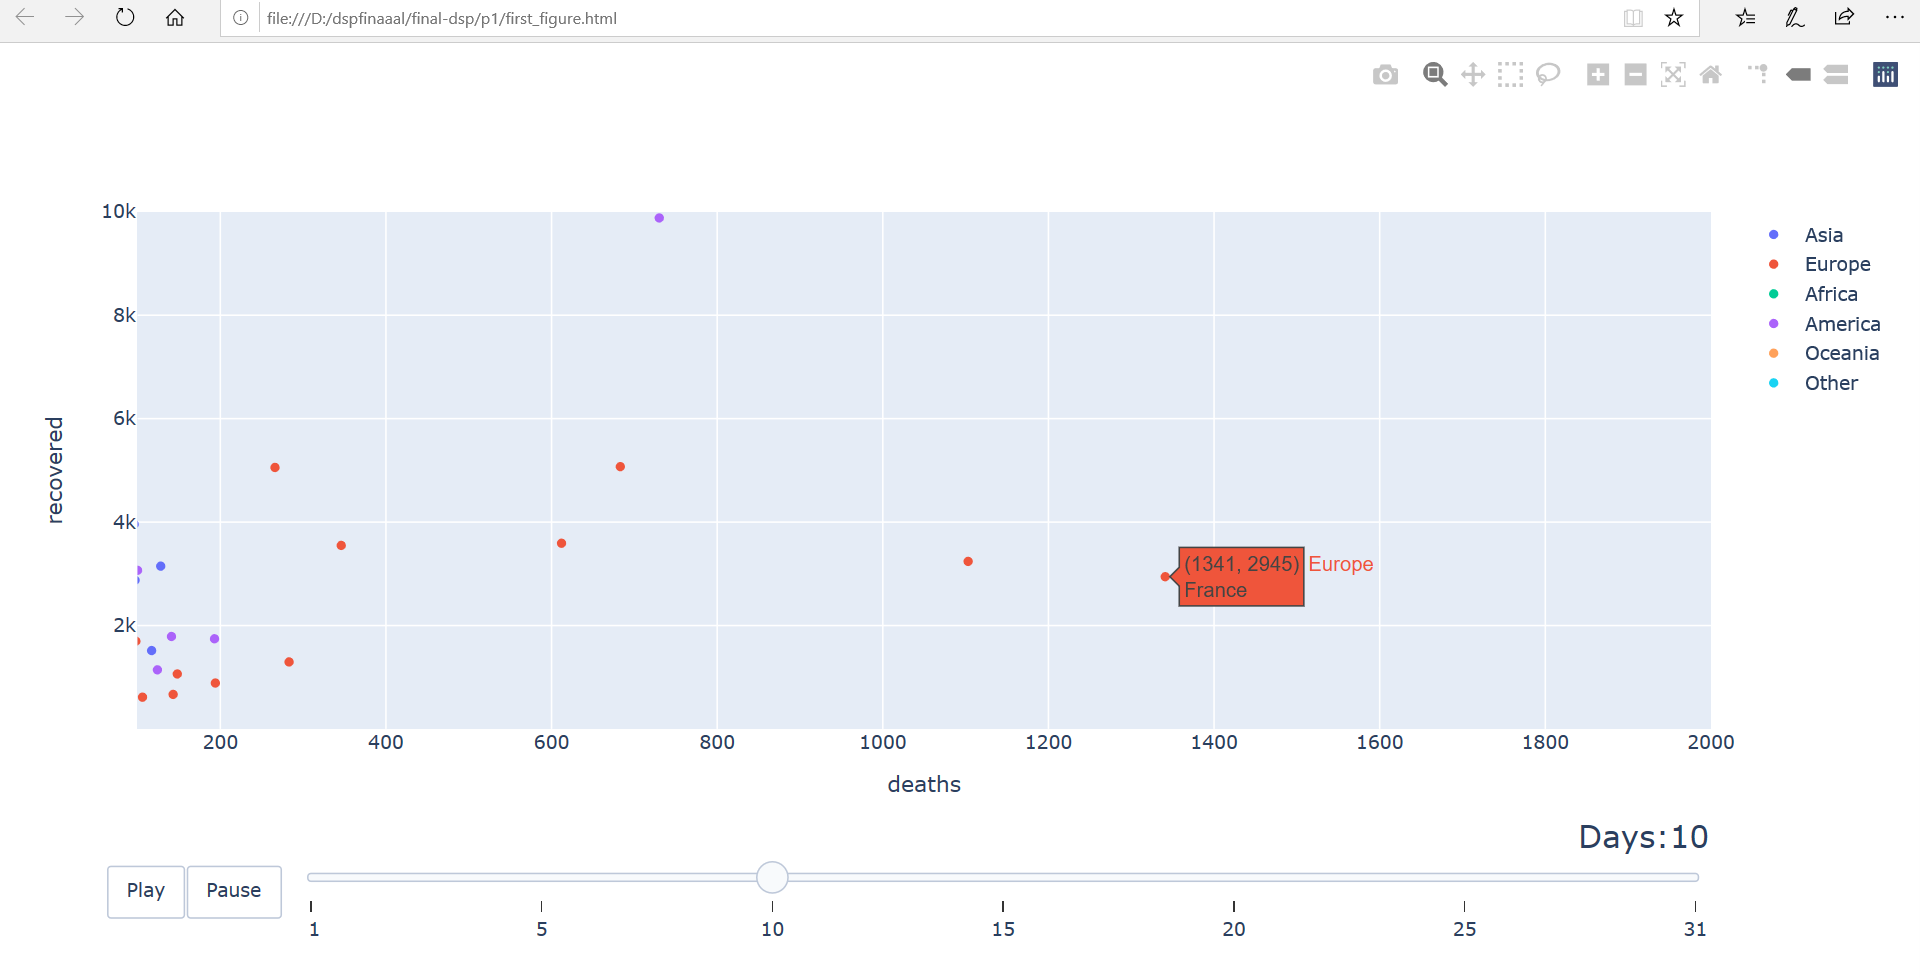 file:///D:/dspfinaaal/final-dsp/p1/first_figure.html
10k
8k
6k
4k
2k
recovered
(1341, 2945) Europe
France
Asia
Europe
Africa
America
Oceania
Other
200 400 600 800 1000 1200 1400 1600 1800 2000
deaths
Days:10
Play Pause
1 5 10 15 20 25 31